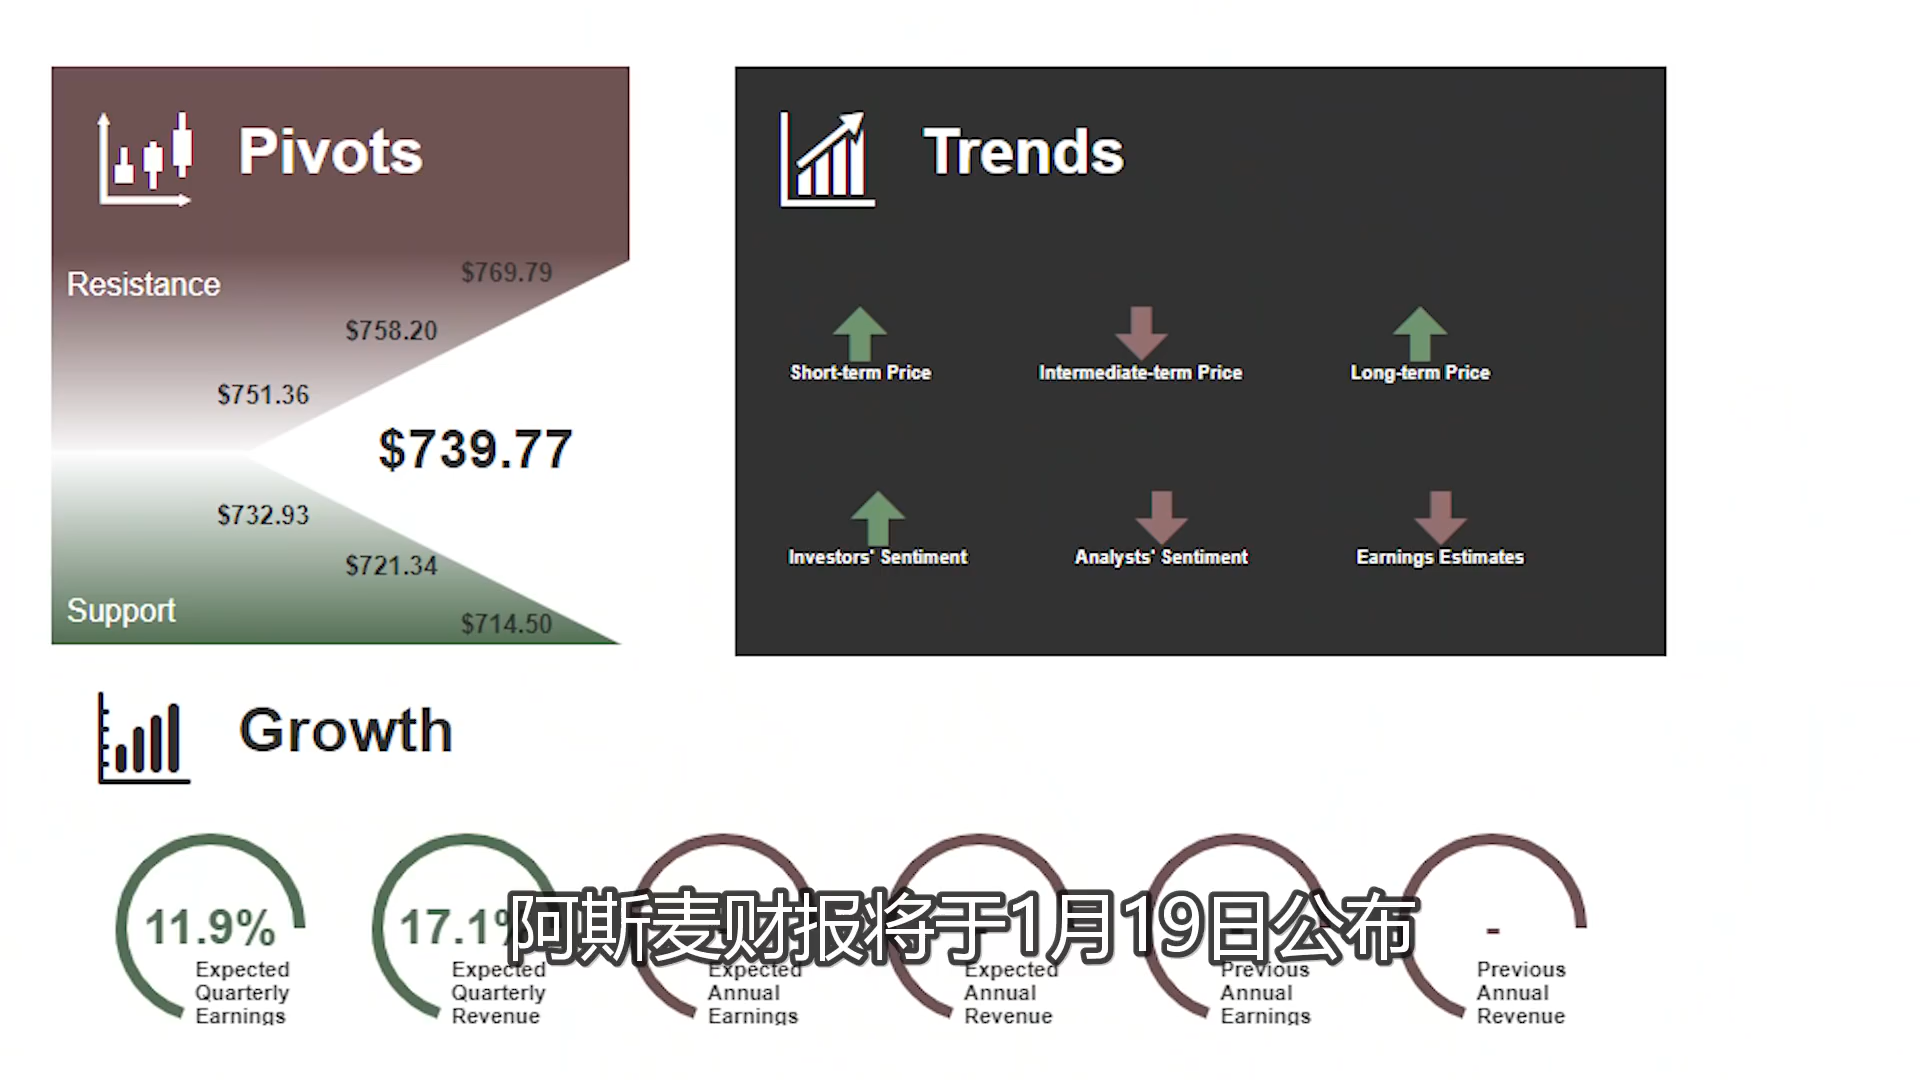 Pivots
Resistance
$769.79
$758.20
$751.36
$739.77
$732.93
$721.34
Support
$714.50
Trends
Short-term Price
Intermediate-term Price
Long-term Price
Investors' Sentiment
Analysts' Sentiment
Earnings Estimates
Growth
11.9%
Expected
Quarterly
Earnings
17.1%
Expected
Quarterly
Revenue
Expected
Annual
Earnings
Expected
Annual
Revenue
Previous
Annual
Earnings
-
Previous
Annual
Revenue
阿斯麦财报将于1月19日公布